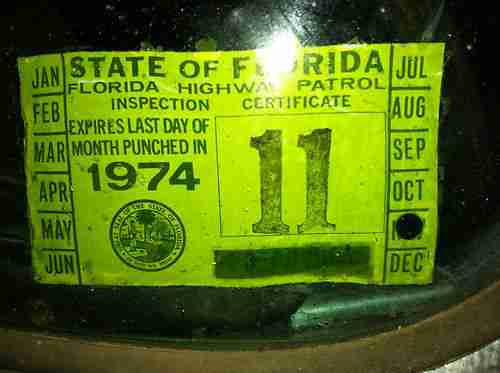 STATE OF FLORIDA
FLORIDA HIGHWAY PATROL
INSPECTION CERTIFICATE
EXPIRES LAST DAY OF
MONTH PUNCHED IN
1974
11
JAN
FEB
MAR
APR
MAY
JUN
JUL
AUG
SEP
OCT
DEC